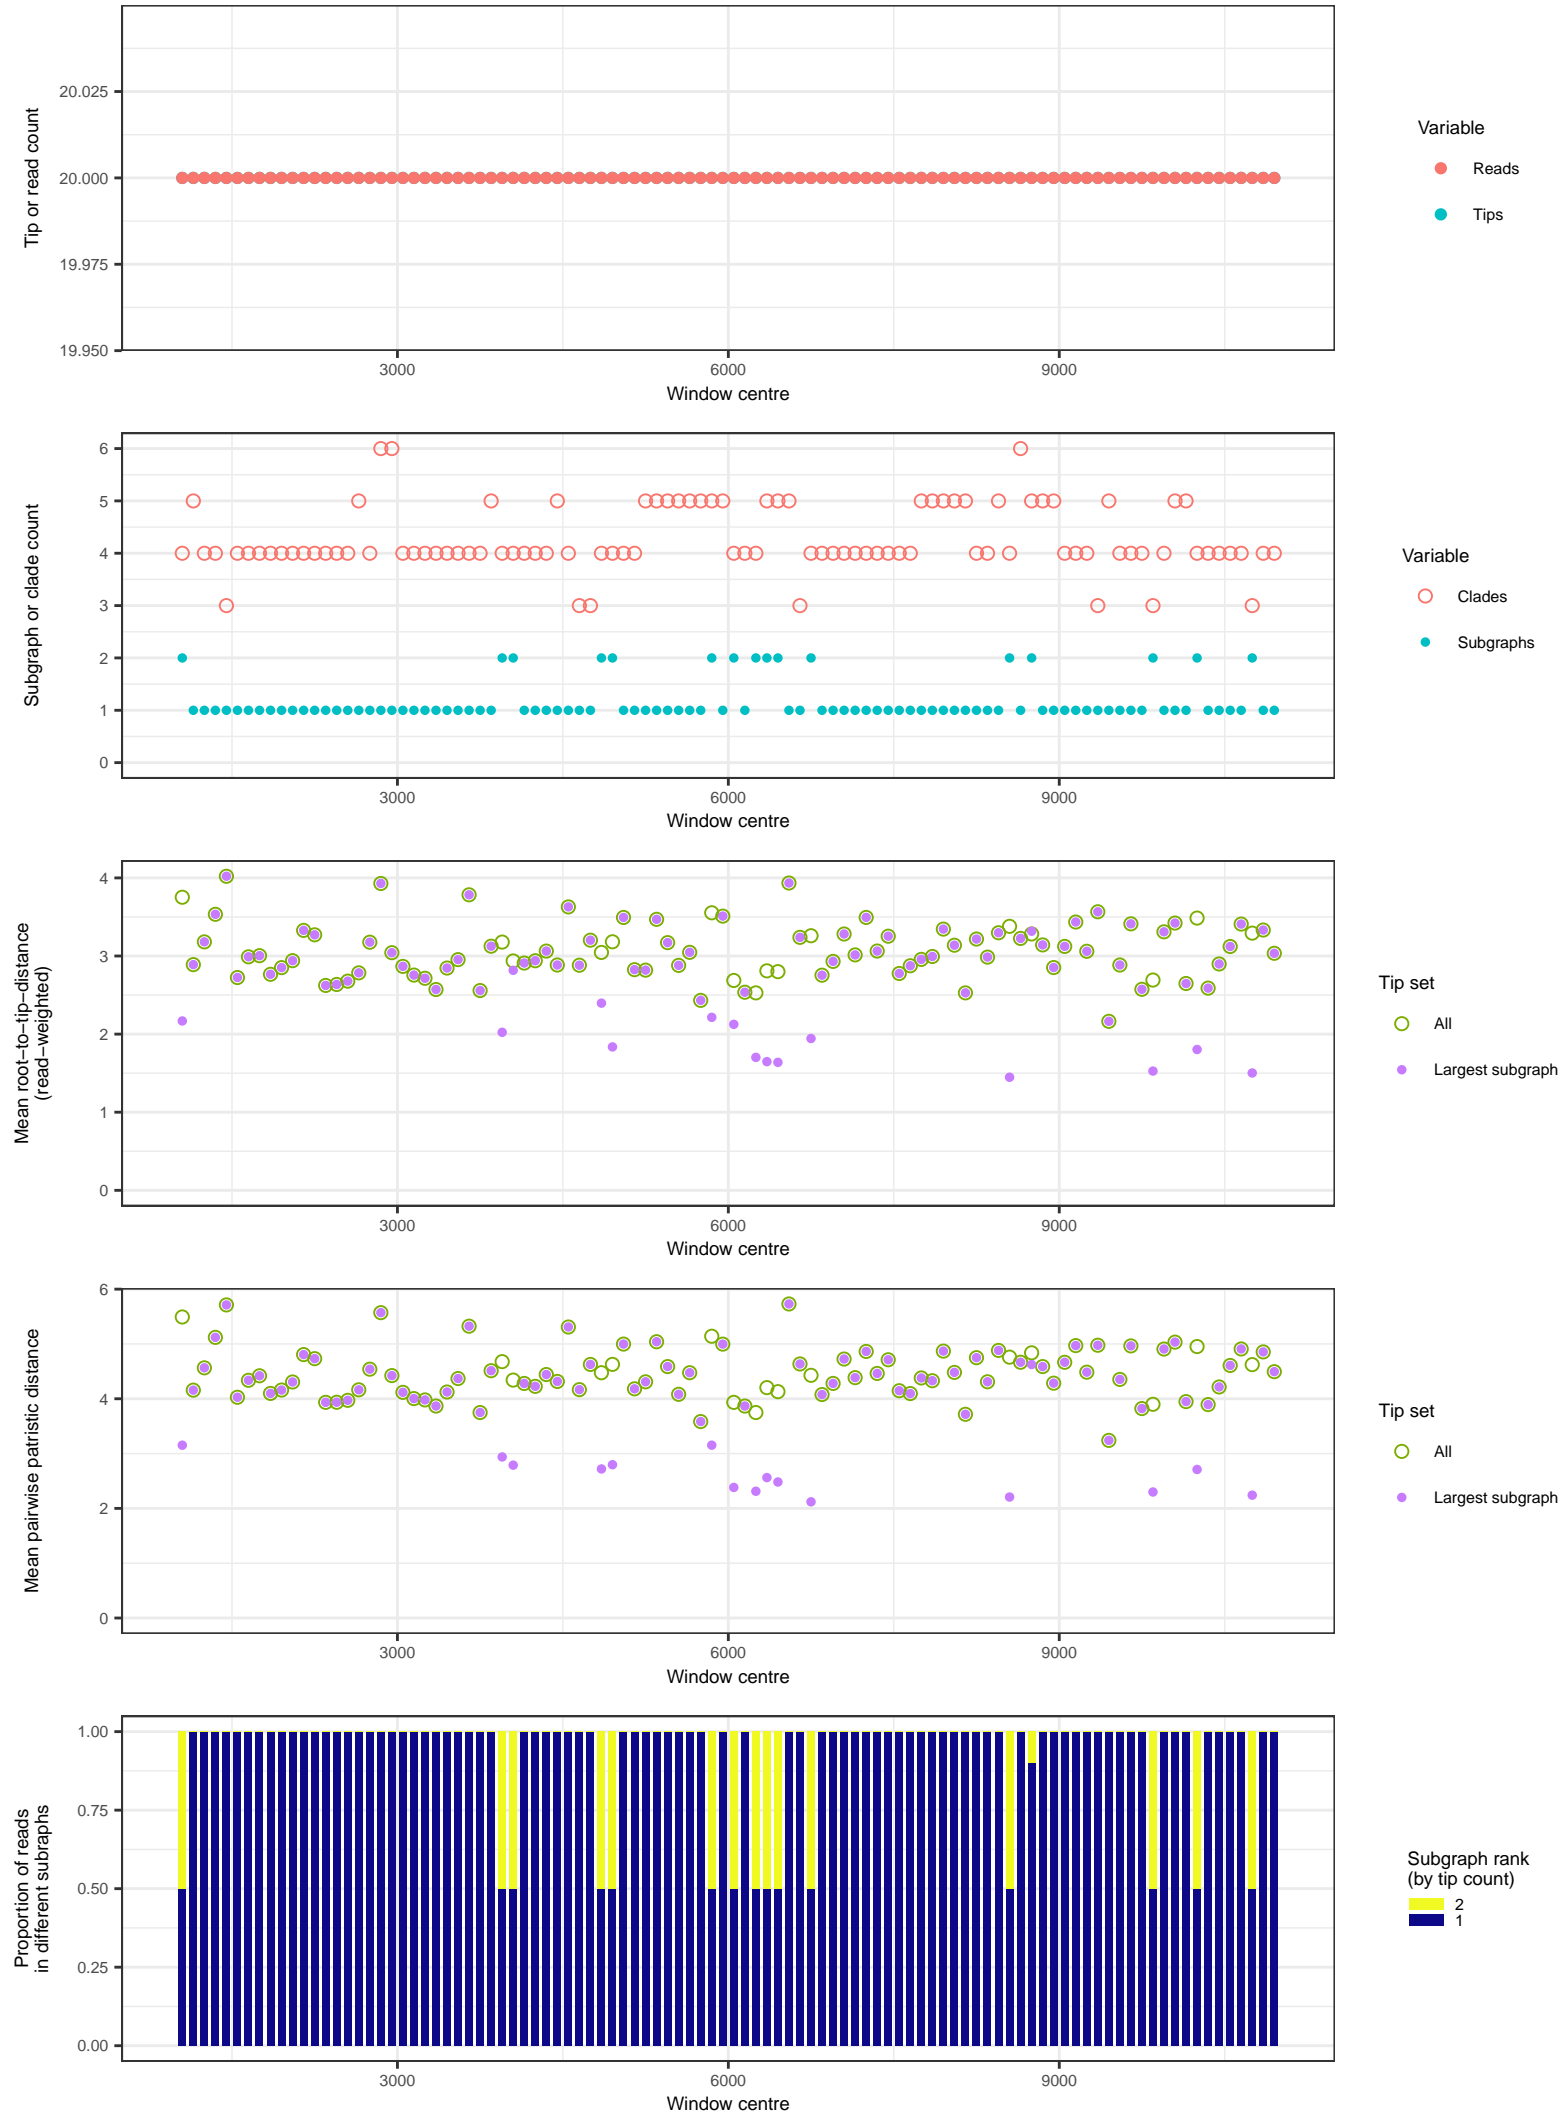 Tip or read count
20.025
20.000
19.975
19.950
3000 6000 9000
Window centre
Variable
Reads
Tips
Subgraph or clade count
6
5
4
3
2
1
0
3000 6000 9000
Window centre
Variable
Clades
Subgraphs
Mean root−to−tip−distance
(read−weighted)
4
3
2
1
0
3000 6000 9000
Window centre
Tip set
All
Largest subgraph
Mean pairwise patristic distance
6
4
2
0
3000 6000 9000
Window centre
Tip set
All
Largest subgraph
Proportion of reads
in different subraphs
1.00
0.75
0.50
0.25
0.00
3000 6000 9000
Window centre
Subgraph rank
(by tip count)
2
1